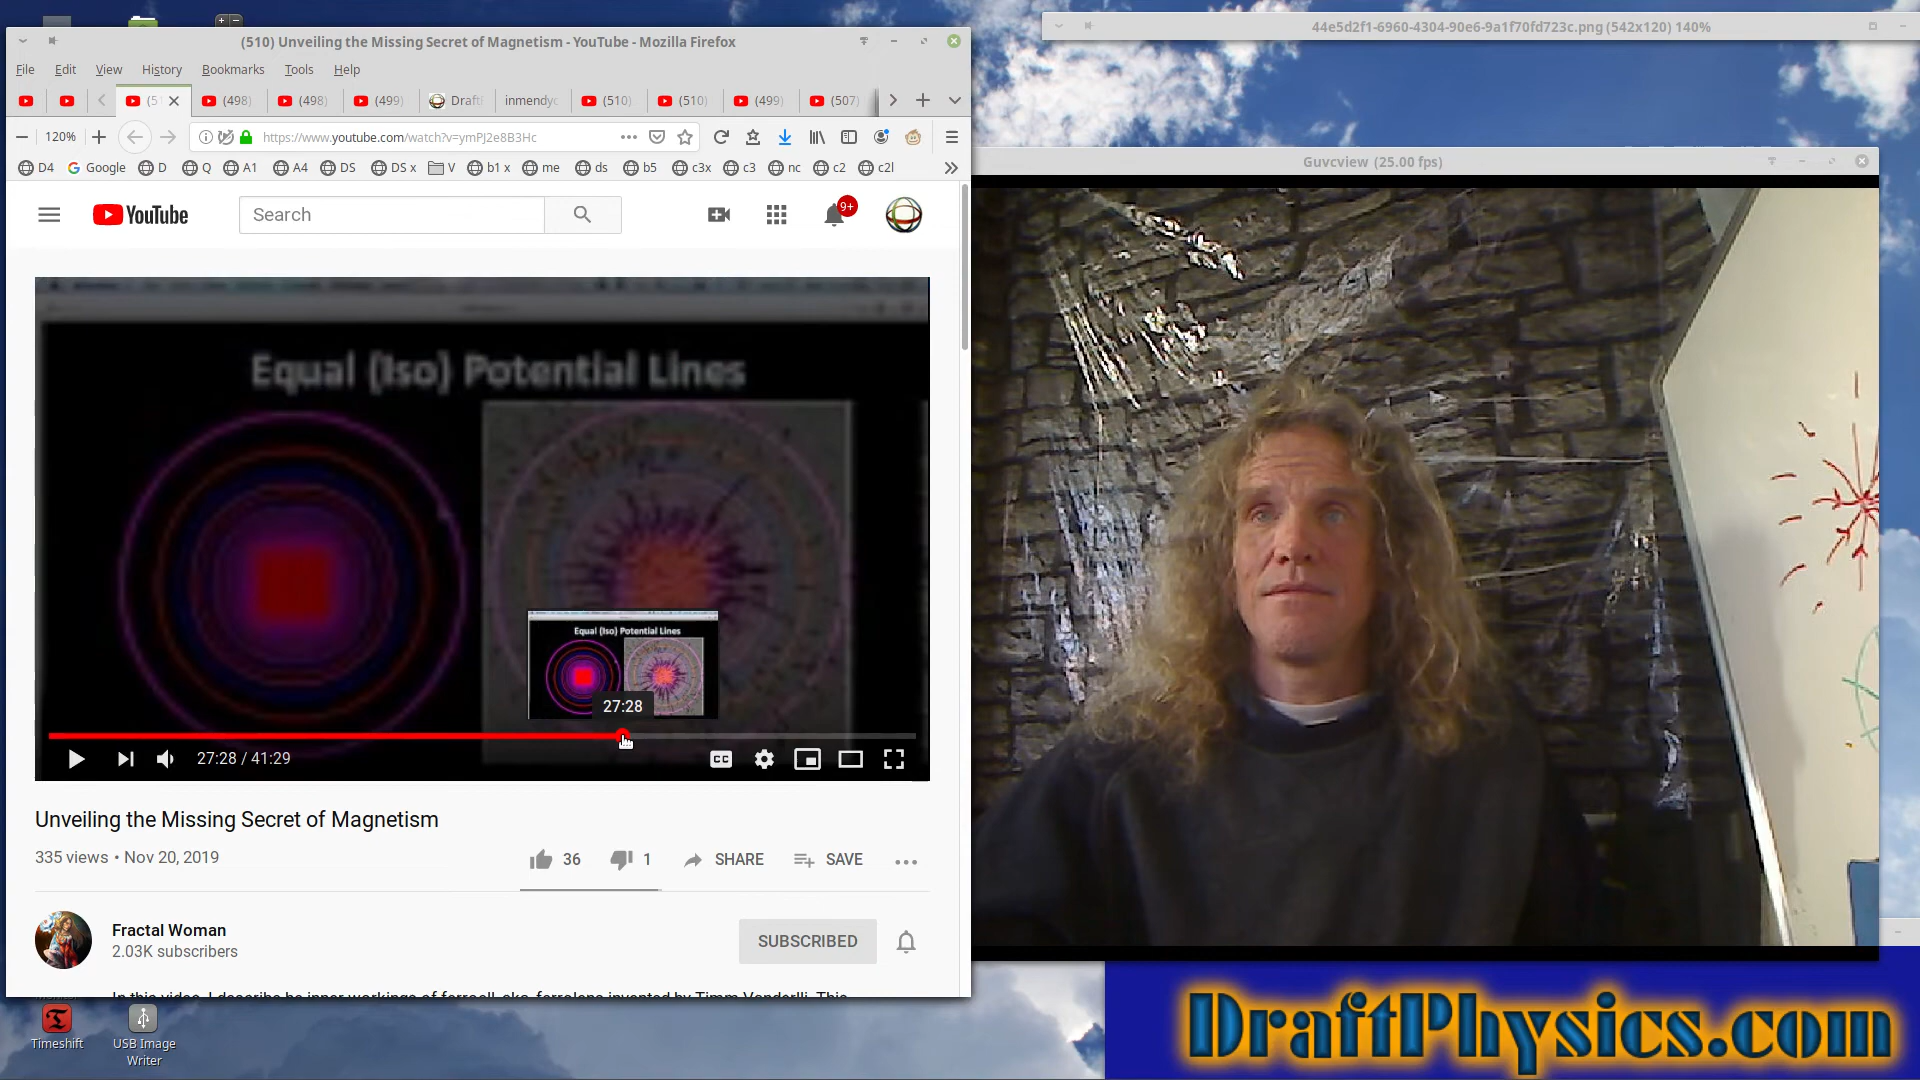 44e5d2f1-6960-4304-90e6-9a1f70fd723c.png (542x120) 140%
(510) Unveiling the Missing Secret of Magnetism - YouTube - Mozilla Firefox
File Edit View History Bookmarks Tools Help
(5 (498) (498) (499) Draft inmendyc (510) (510) (499) (507)
120% https://www.youtube.com/watch?v=ymPJ2e8B3Hc
D4 Google D Q A1 A4 DS DS x V b1 x me ds b5 c3x c3 nc c2 c2l
Guvcview (25.00 fps)
YouTube Search 9+
Equal (Iso) Potential Lines
Equal (Iso) Potential Lines
27:28
27:28 / 41:29 CC
Unveiling the Missing Secret of Magnetism
335 views • Nov 20, 2019 36 1 SHARE SAVE
Fractal Woman
2.03K subscribers
SUBSCRIBED
DraftPhysics.com
Timeshift
USB Image
Writer